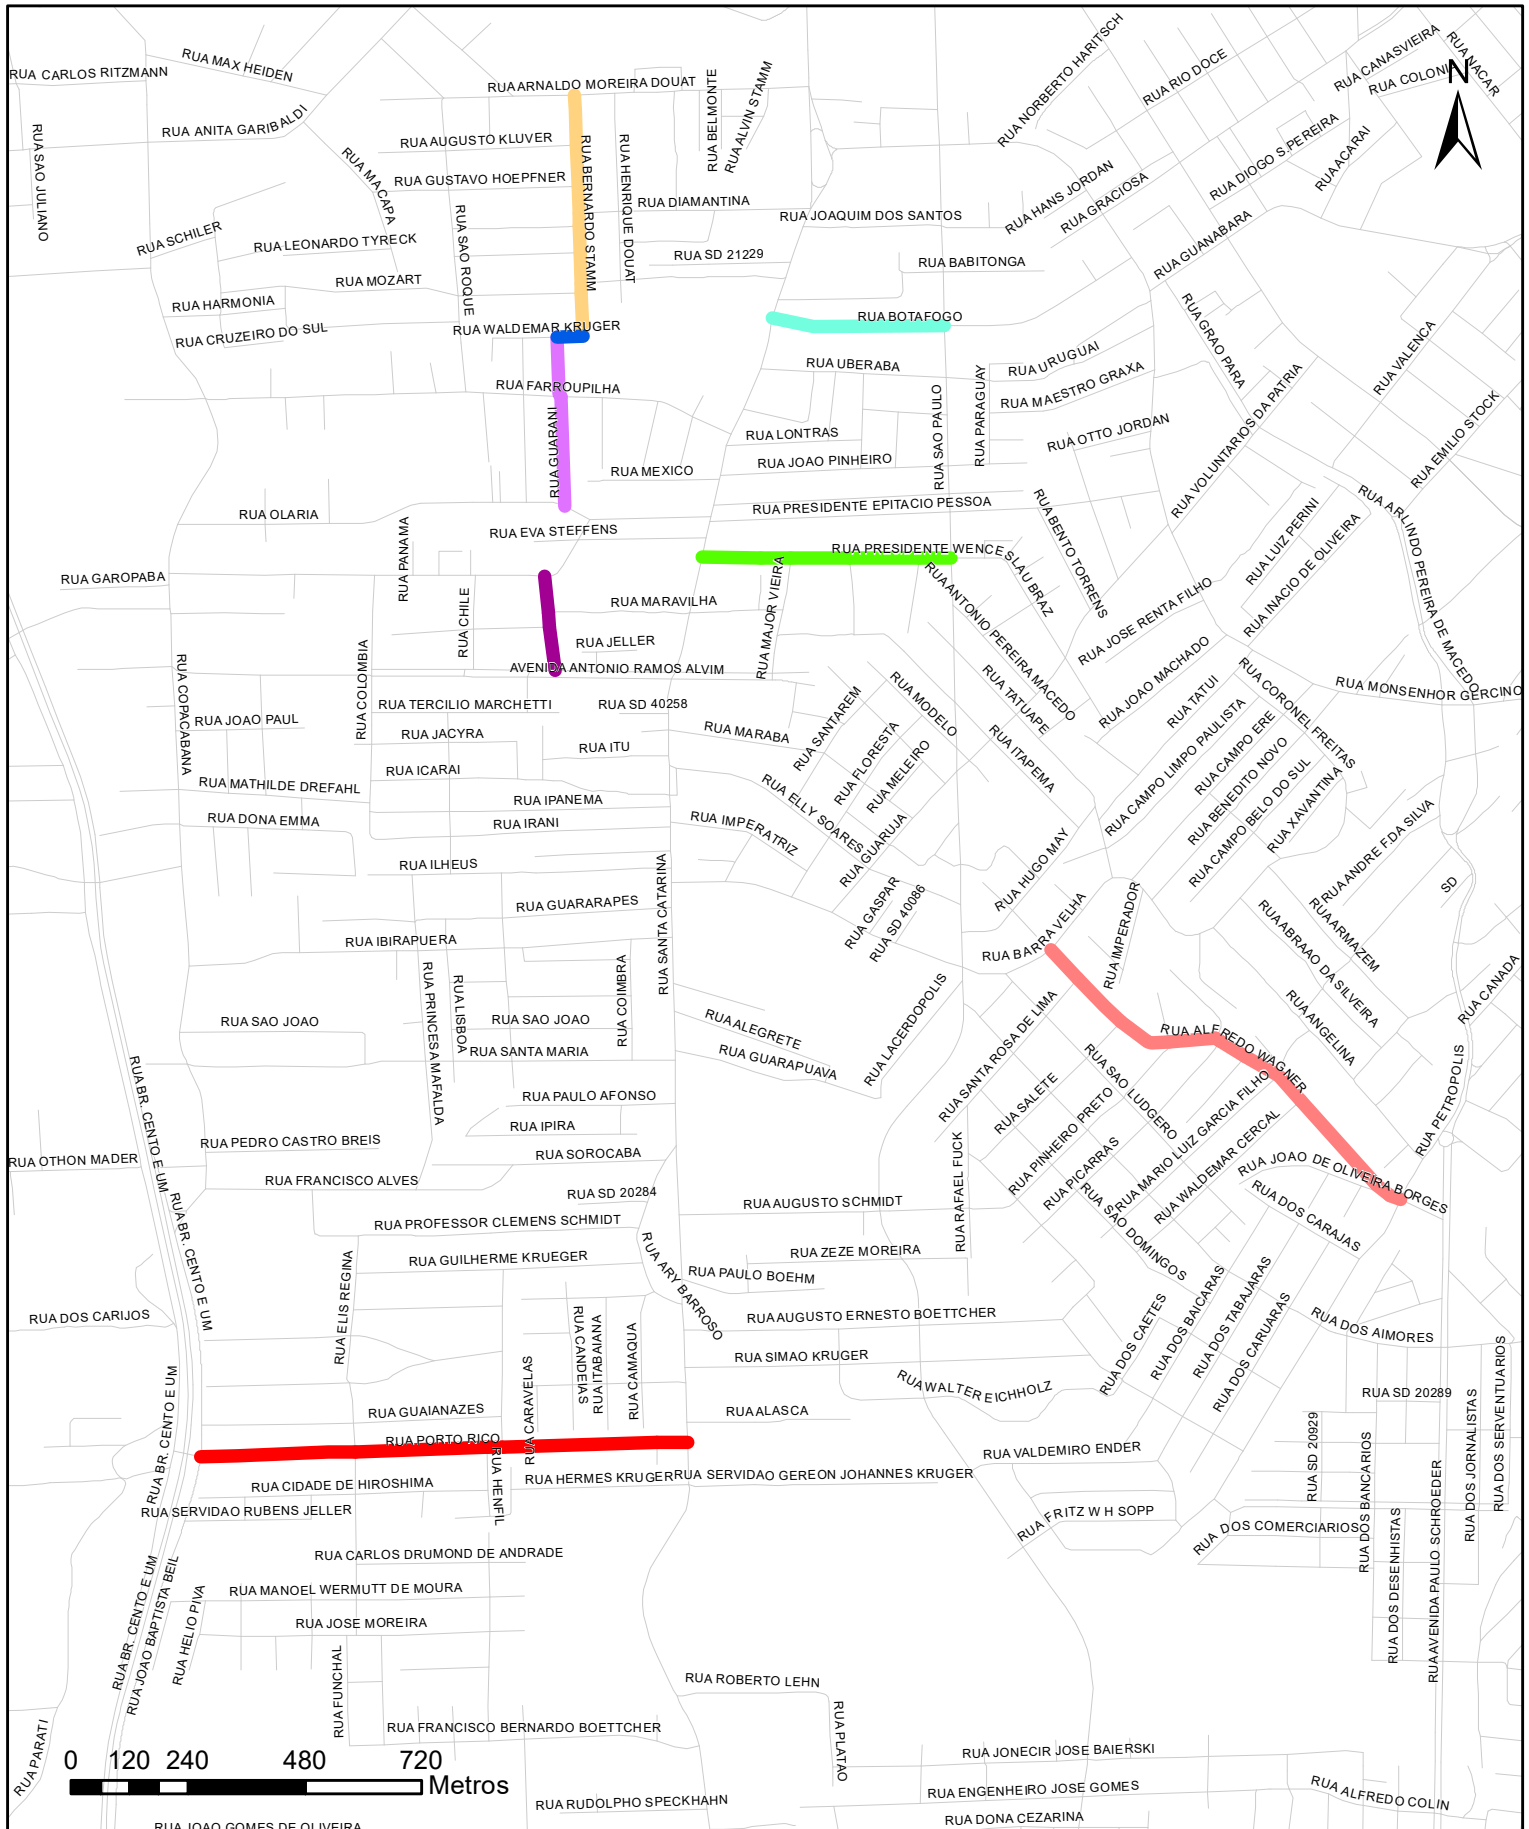 RUA CARLOS RITZMANN
RUA MAX HEIDEN
RUA ARNALDO MOREIRA DOUAT
RUA BELMONTE
RUA ALVIN STAMM
RUA NORBERTO HARITSCH
RUA RIO DOCE
RUA CANASVIEIRA
RUA COLONIA
RUA NACAR
N
RUA SAO JULIANO
RUA ANITA GARIBALDI
RUA MACAPA
RUA AUGUSTO KLUVER
RUA GUSTAVO HOEPFNER
RUA BERNARDO STAMM
RUA HENRIQUE DOUAT
RUA DIAMANTINA
RUA JOAQUIM DOS SANTOS
RUA HANS JORDAN
RUA GRACIOSA
RUA DIOGO S.PEREIRA
RUA ACARAI
RUA GUANABARA
RUA SCHILER
RUA LEONARDO TYRECK
RUA SAO ROQUE
RUA SD 21229
RUA BABITONGA
RUA MOZART
RUA HARMONIA
RUA CRUZEIRO DO SUL
RUA WALDEMAR KRUGER
RUA BOTAFOGO
RUA GRAO PARA
RUA VALENCA
RUA UBERABA
RUA URUGUAI
RUA MAESTRO GRAXA
RUA PARAGUAY
RUA SAO PAULO
RUA FARROUPILHA
RUA GUARANI
RUA LONTRAS
RUA OTTO JORDAN
RUA VOLUNTARIOS DA PATRIA
RUA EMILIO STOCK
RUA MEXICO
RUA JOAO PINHEIRO
RUA PRESIDENTE EPITACIO PESSOA
RUA BENTO TORRENS
RUA LUIZ PERINI
RUA INACIO DE OLIVEIRA
RUA ARLINDO PEREIRA DE MACEDO
RUA OLARIA
RUA PANAMA
RUA EVA STEFFENS
RUA PRESIDENTE WENCESLAU BRAZ
RUA GAROPABA
RUA CHILE
RUA MARAVILHA
RUA MAJOR VIEIRA
RUA ANTONIO PEREIRA MACEDO
RUA JOSE RENTA FILHO
RUA JELLER
AVENIDA ANTONIO RAMOS ALVIM
RUA COPACABANA
RUA COLOMBIA
RUA JOAO MACHADO
RUA TATUI
RUA CORONEL FREITAS
RUA MONSENHOR GERCINO
RUA TERCILIO MARCHETTI
RUA SD 40258
RUA MODELO
RUA TATUAPE
RUA JOAO PAUL
RUA JACYRA
RUA ITU
RUA MARABA
RUA SANTAREM
RUA FLORESTA
RUA MELEIRO
RUA ITAPEMA
RUA CAMPO LIMPO PAULISTA
RUA CAMPO ERE
RUA BENEDITO NOVO
RUA CAMPO BELO DO SUL
RUA XAVANTINA
RUA ICARAI
RUA MATHILDE DREFAHL
RUA IPANEMA
RUA ELLY SOARES
RUA DONA EMMA
RUA IRANI
RUA IMPERATRIZ
RUA GUARUJA
RUA HUGO MAY
RUA ANDRE F.DA SILVA
RUA ILHEUS
RUA SANTA CATARINA
RUA GUARARAPES
RUA GASPAR
RUA SD 40086
RUA BARRA VELHA
RUA IMPERADOR
SD
RUA ARMAZEM
RUA ABRAAO DA SILVEIRA
RUA CANADA
RUA IBIRAPUERA
RUA PRINCESA MAFALDA
RUA LISBOA
RUA COIMBRA
RUA SAO JOAO
RUA SAO JOAO
RUA ALEGRETE
RUA LACERDOPOLIS
RUA SANTA ROSA DE LIMA
RUA ANGELINA
RUA SANTA MARIA
RUA GUARAPUAVA
RUA ALFREDO WAGNER
RUA SALETE
RUA SAO LUDGERO
RUA PETROPOLIS
RUA BR. CENTO E UM
RUA PAULO AFONSO
RUA IPIRA
RUA PINHEIRO PRETO
RUA MARIO LUIZ GARCIA FILHO
RUA WALDEMAR CERCAL
RUA PEDRO CASTRO BREIS
RUA SOROCABA
RUA RAFAEL FUCK
RUA PICARRAS
RUA JOAO DE OLIVEIRA BORGES
RUA OTHON MADER
RUA FRANCISCO ALVES
RUA SD 20284
RUA AUGUSTO SCHMIDT
RUA SAO DOMINGOS
RUA DOS CARAJAS
RUA BR. CENTO E UM
RUA PROFESSOR CLEMENS SCHMIDT
RUA ARY BARROSO
RUA ZEZE MOREIRA
RUA GUILHERME KRUEGER
RUA PAULO BOEHM
RUA ELIS REGINA
RUA DOS CARIJOS
RUA CANDEIAS
RUA ITABAIANA
RUA CAMAQUA
RUA AUGUSTO ERNESTO BOETTCHER
RUA DOS CAETES
RUA DOS BAICARAS
RUA DOS TABAJARAS
RUA DOS CARUARAS
RUA DOS AIMORES
RUA SIMAO KRUGER
RUA CARAVELAS
RUA WALTER EICHHOLZ
RUA SD 20289
RUA DOS SERVENTUARIOS
RUA DOS JORNALISTAS
RUA BR. CENTO E UM
RUA GUAIANAZES
RUA ALASCA
RUA PORTO RICO
RUA HENFIL
RUA VALDEMIRO ENDER
RUA SD 20929
RUA DOS BANCARIOS
RUA AVENIDA PAULO SCHROEDER
RUA CIDADE DE HIROSHIMA
RUA HERMES KRUGER
RUA SERVIDAO GEREON JOHANNES KRUGER
RUA SERVIDAO RUBENS JELLER
RUA FRITZ W H SOPP
RUA DOS COMERCIARIOS
RUA DOS DESENHISTAS
RUA CARLOS DRUMOND DE ANDRADE
RUA BR. CENTO E UM
RUA JOAO BAPTISTA BEIL
RUA HELIO PIVA
RUA MANOEL WERMUTT DE MOURA
RUA JOSE MOREIRA
RUA FUNCHAL
RUA ROBERTO LEHN
RUA PLATAO
RUA FRANCISCO BERNARDO BOETTCHER
RUA PARATI
RUA JONECIR JOSE BAIERSKI
0 120 240 480 720
Metros
RUA ENGENHEIRO JOSE GOMES
RUA ALFREDO COLIN
RUA RUDOLPHO SPECKHAHN
RUA DONA CEZARINA
RUA JOAO GOMES DE OLIVEIRA